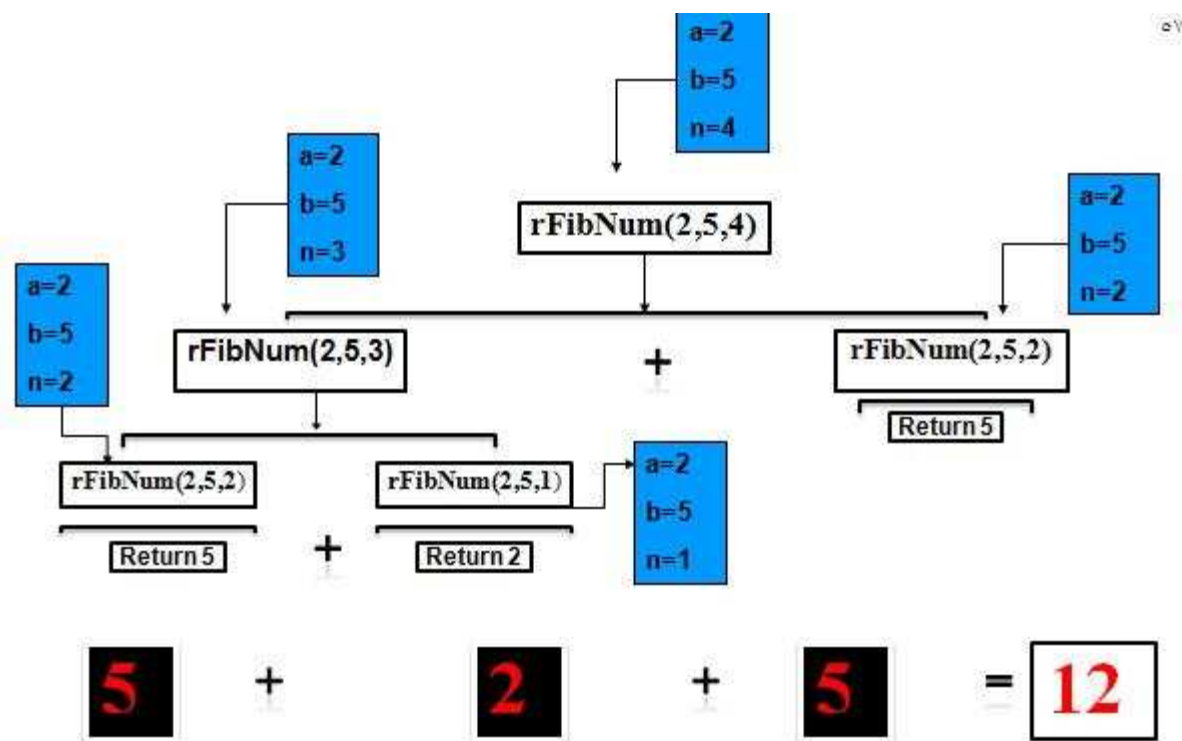 a=2
b=5
n=4
٥٧
a=2
b=5
n=3
rFibNum(2,5,4)
a=2
b=5
n=2
a=2
b=5
n=2
rFibNum(2,5,3)
+
rFibNum(2,5,2)
Return 5
rFibNum(2,5,2)
rFibNum(2,5,1)
a=2
b=5
n=1
Return 5
+
Return 2
5 + 2 + 5 = 12